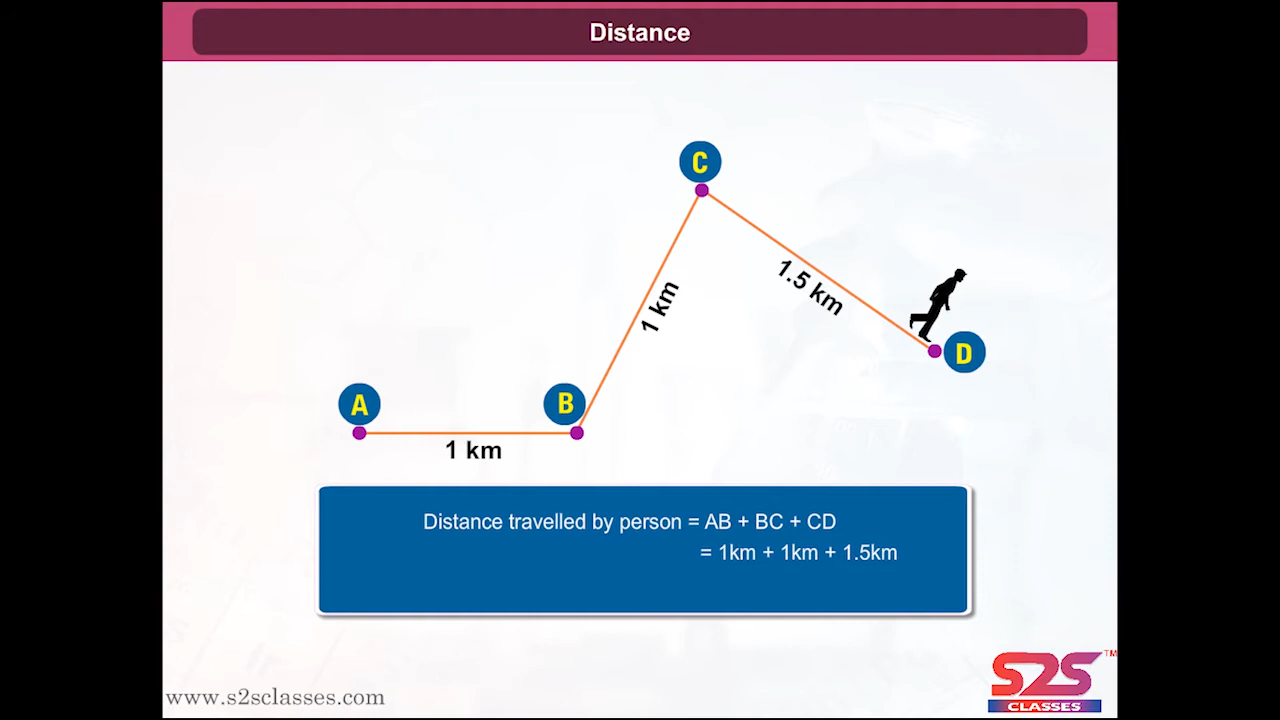 Distance
C
1 km
1.5 km
D
A
B
1 km
Distance travelled by person = AB + BC + CD
= 1km + 1km + 1.5km
www.s2sclasses.com
S2S™
CLASSES